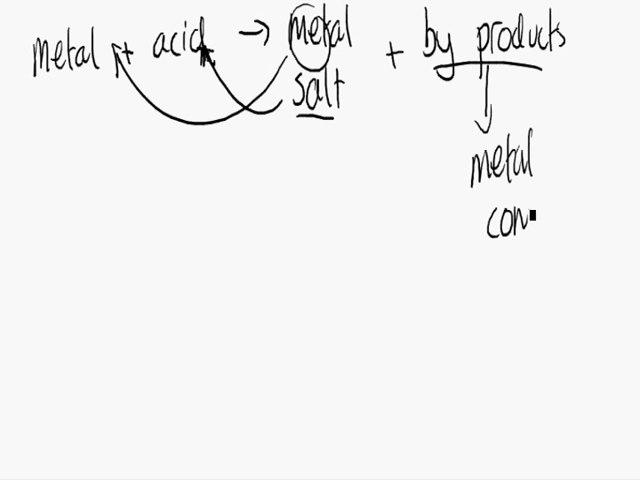 metal + acid → metal salt + by products
metal
con